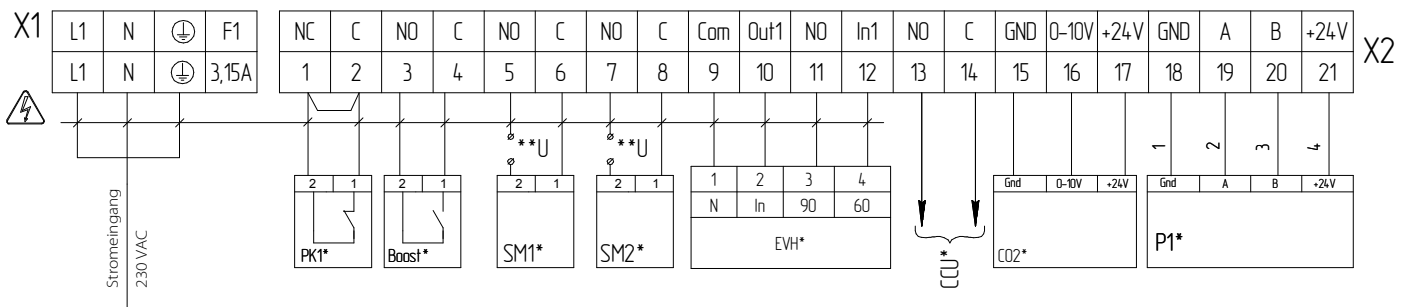 X1 L1 N F1 NC C NO C NO C NO C Com Out1 NO In1 NO C GND 0-10V +24V GND A B +24V X2
L1 N 3,15A 1 2 3 4 5 6 7 8 9 10 11 12 13 14 15 16 17 18 19 20 21
**U **U 1 2 3 4
2 1 2 1 2 1 2 1 1 2 3 4 Gnd 0-10V +24V Gnd A B +24V
N In 90 60
PK1* Boost* SM1* SM2* EVH* CCU* CO2* P1*
Stromeingang
230 VAC